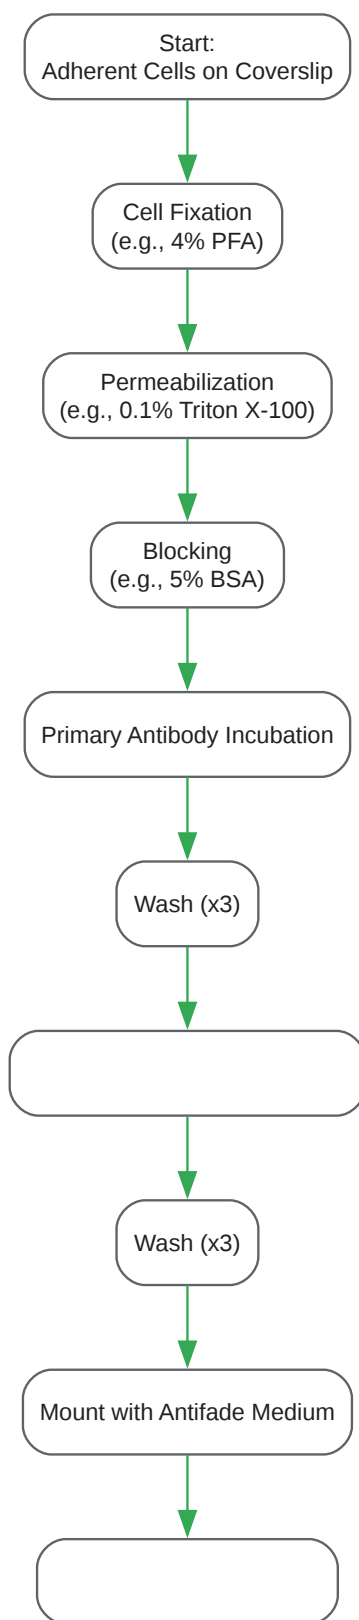 Start:
Adherent Cells on Coverslip
Cell Fixation
(e.g., 4% PFA)
Permeabilization
(e.g., 0.1% Triton X-100)
Blocking
(e.g., 5% BSA)
Primary Antibody Incubation
Wash (x3)
Wash (x3)
Mount with Antifade Medium